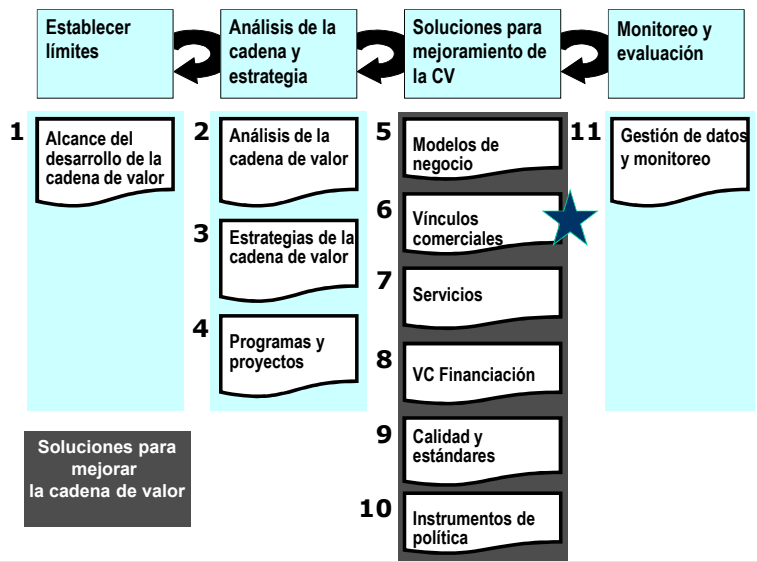 Establecer
límites
Análisis de la
cadena y
estrategia
Soluciones para
mejoramiento de
la CV
Monitoreo y
evaluación
1
Alcance del
desarrollo de la
cadena de valor
2
Análisis de la
cadena de valor
3
Estrategias de la
cadena de valor
4
Programas y
proyectos
5
Modelos de
negocio
6
Vínculos
comerciales
7
Servicios
8
VC Financiación
9
Calidad y
estándares
10
Instrumentos de
política
11
Gestión de datos
y monitoreo
Soluciones para
mejorar
la cadena de valor